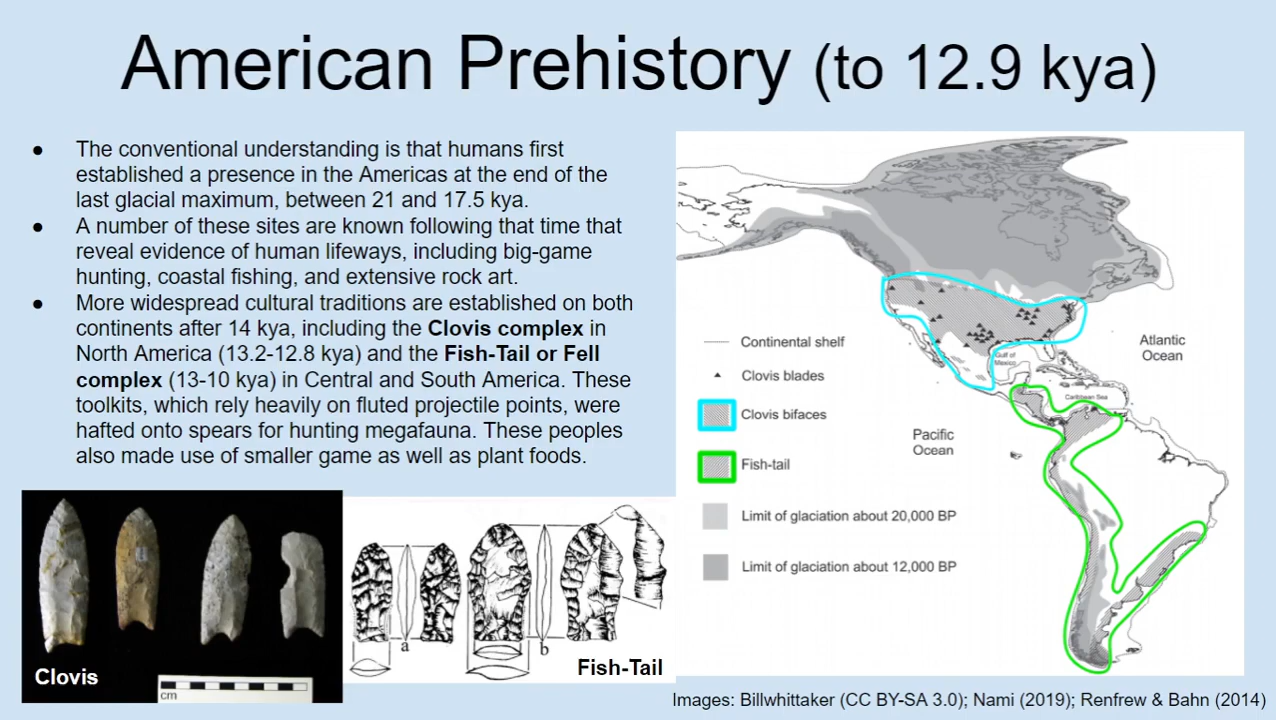 American Prehistory (to 12.9 kya)
● The conventional understanding is that humans first
established a presence in the Americas at the end of the
last glacial maximum, between 21 and 17.5 kya.
● A number of these sites are known following that time that
reveal evidence of human lifeways, including big-game
hunting, coastal fishing, and extensive rock art.
● More widespread cultural traditions are established on both
continents after 14 kya, including the Clovis complex in
North America (13.2-12.8 kya) and the Fish-Tail or Fell
complex (13-10 kya) in Central and South America. These
toolkits, which rely heavily on fluted projectile points, were
hafted onto spears for hunting megafauna. These peoples
also made use of smaller game as well as plant foods.
Clovis
cm
a
b
Fish-Tail
Continental shelf
Clovis blades
Clovis bifaces
Fish-tail
Limit of glaciation about 20,000 BP
Limit of glaciation about 12,000 BP
Gulf of
Mexico
Caribbean Sea
Atlantic
Ocean
Pacific
Ocean
Images: Billwhittaker (CC BY-SA 3.0); Nami (2019); Renfrew & Bahn (2014)